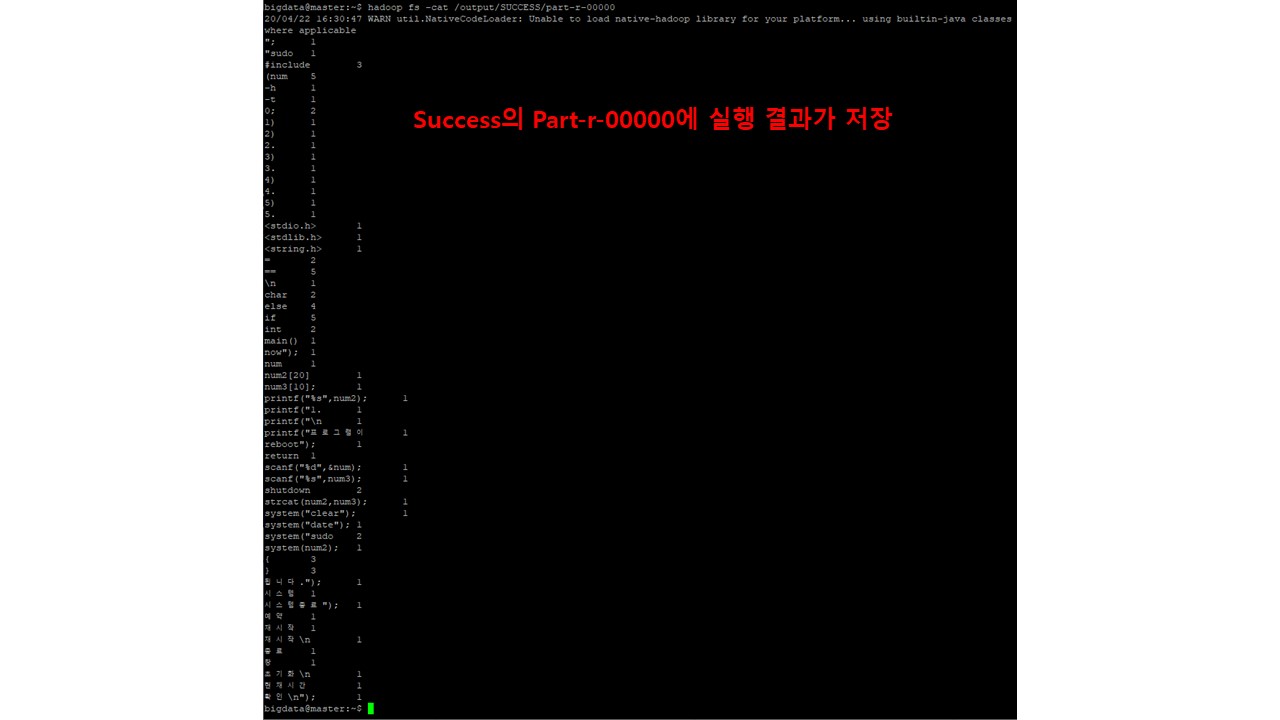 bigdata@master:~$ hadoop fs -cat /output/SUCCESS/part-r-00000
20/04/22 16:30:47 WARN util.NativeCodeLoader: Unable to load native-hadoop library for your platform... using builtin-java classes
where applicable
"; 1
"sudo 1
#include 3
(num 5
-h 1
-t 1
Success의 Part-r-00000에 실행 결과가 저장
0; 2
1) 1
2) 1
2. 1
3) 1
3. 1
4) 1
4. 1
5) 1
5. 1
<stdio.h> 1
<stdlib.h> 1
<string.h> 1
= 2
== 5
\n 1
char 2
else 4
if 5
int 2
main() 1
now"); 1
num 1
num2[20] 1
num3[10]; 1
printf("%s",num2); 1
printf("1. 1
printf("\n 1
printf("프로그램이 1
reboot"); 1
return 1
scanf("%d",&num); 1
scanf("%s",num3); 1
shutdown 2
strcat(num2,num3); 1
system("clear"); 1
system("date"); 1
system("sudo 2
system(num2); 1
{ 3
} 3
됩니다."); 1
시스템 1
시스템종료"); 1
예약 1
재시작 1
재시작\n 1
종료 1
창 1
초기화\n 1
현재시간 1
확인\n"); 1
bigdata@master:~$